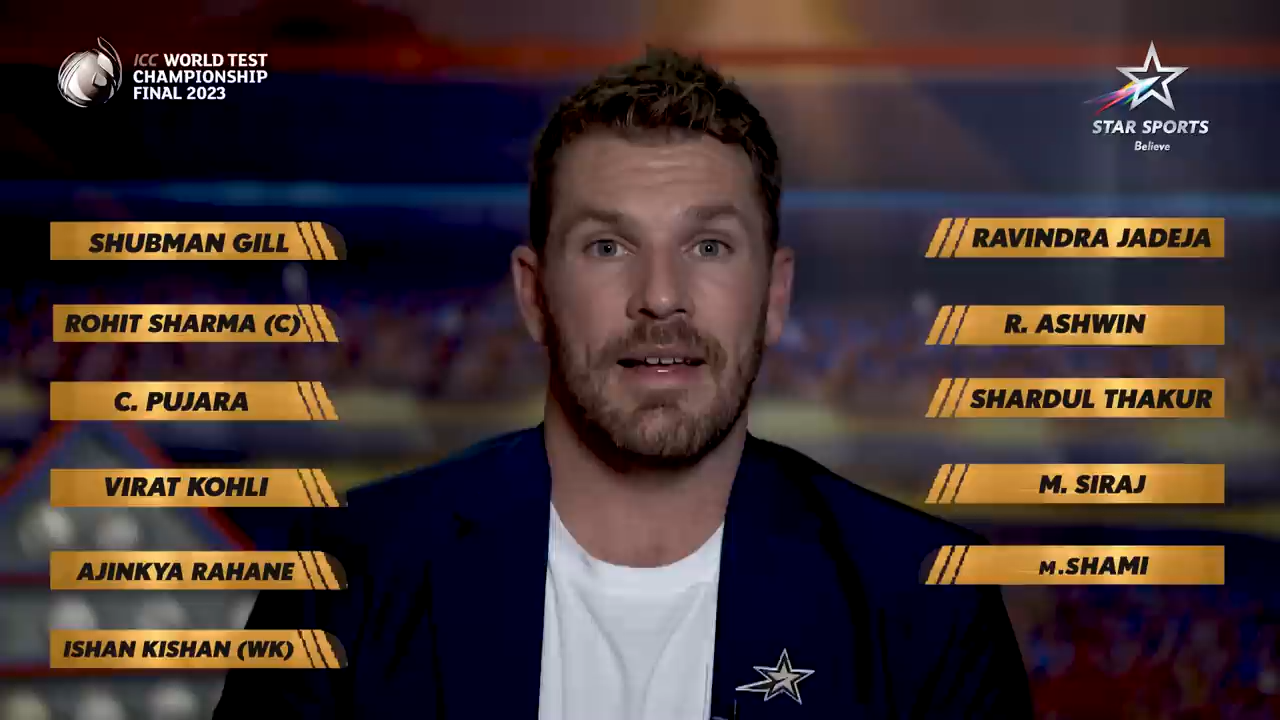 ICC WORLD TEST
CHAMPIONSHIP
FINAL 2023
STAR SPORTS
Believe
SHUBMAN GILL
ROHIT SHARMA (C)
C. PUJARA
VIRAT KOHLI
AJINKYA RAHANE
ISHAN KISHAN (WK)
RAVINDRA JADEJA
R. ASHWIN
SHARDUL THAKUR
M. SIRAJ
M.SHAMI